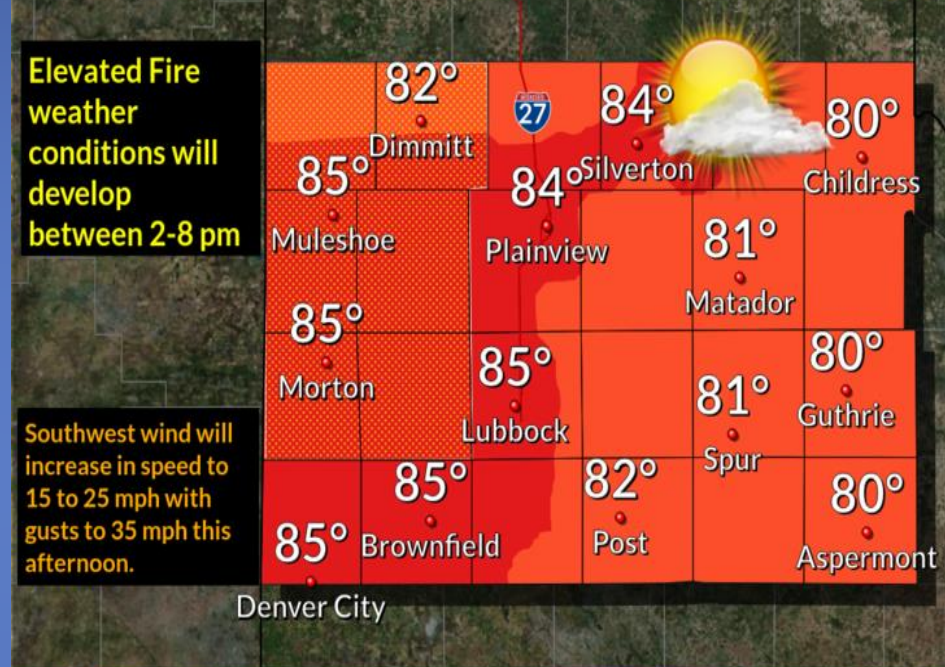 Elevated Fire
weather
conditions will
develop
between 2-8 pm
82°
Dimmitt
27
84°
Silverton
80°
Childress
85°
Muleshoe
84°
Plainview
81°
Matador
85°
Morton
85°
Lubbock
81°
Spur
80°
Guthrie
Southwest wind will
increase in speed to
15 to 25 mph with
gusts to 35 mph this
afternoon.
85°
Brownfield
82°
Post
80°
Aspermont
85°
Denver City